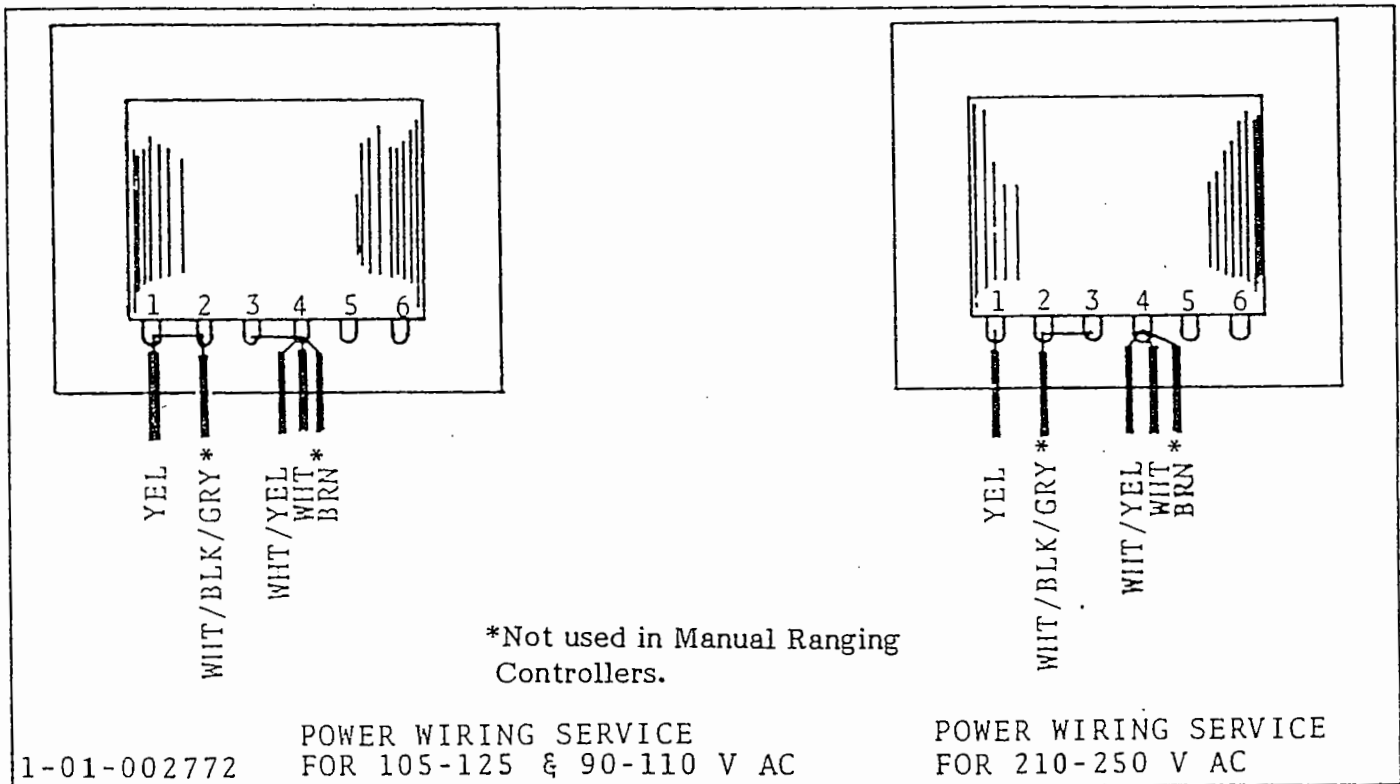 1 2 3 4 5 6
1 2 3 4 5 6
YEL
WHT/BLK/GRY *
WHT/YEL
WHT
BRN *
YEL
WHT/BLK/GRY *
WHT/YEL
WHT
BRN *
*Not used in Manual Ranging
Controllers.
POWER WIRING SERVICE
FOR 105-125 & 90-110 V AC
POWER WIRING SERVICE
FOR 210-250 V AC
1-01-002772